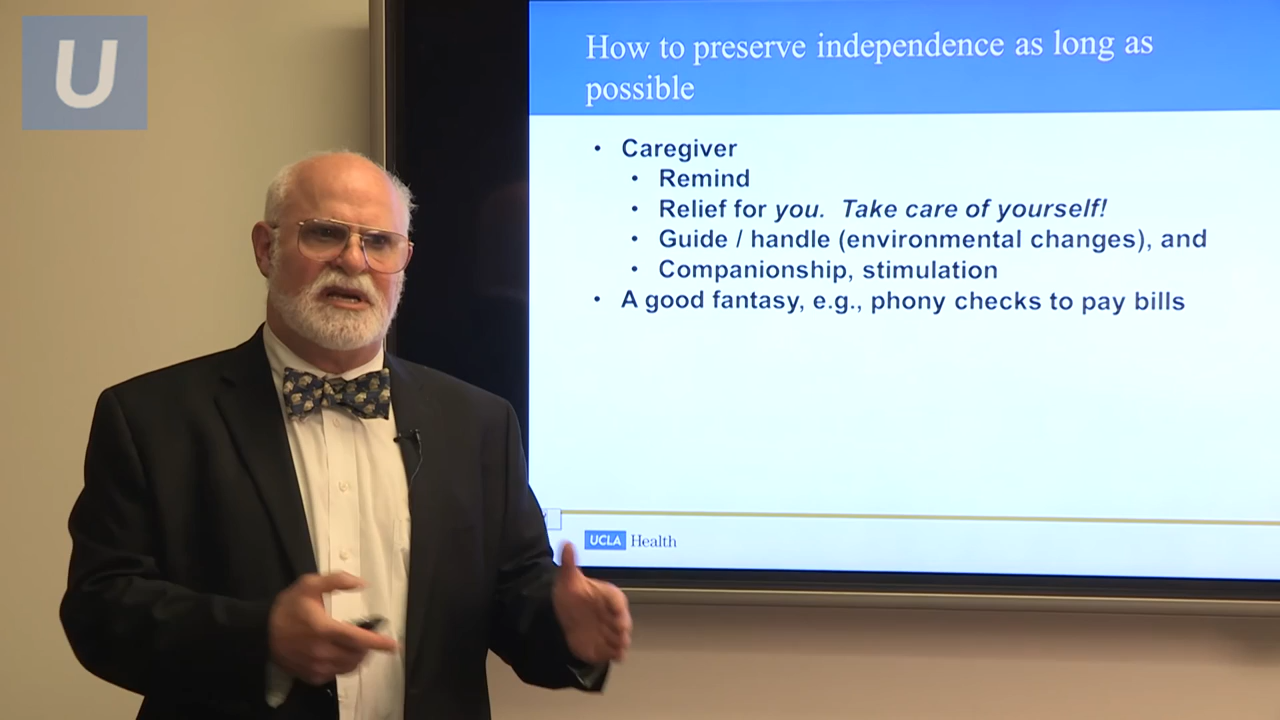 U
How to preserve independence as long as
possible
• Caregiver
• Remind
• Relief for you. Take care of yourself!
• Guide / handle (environmental changes), and
• Companionship, stimulation
• A good fantasy, e.g., phony checks to pay bills
UCLA Health